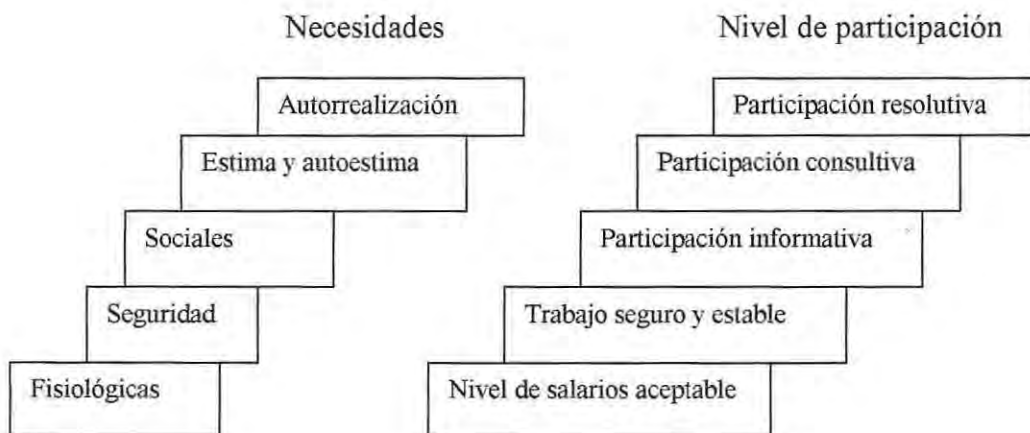 Necesidades
Nivel de participación
Autorrealización
Participación resolutiva
Estima y autoestima
Participación consultiva
Sociales
Participación informativa
Seguridad
Trabajo seguro y estable
Fisiológicas
Nivel de salarios aceptable